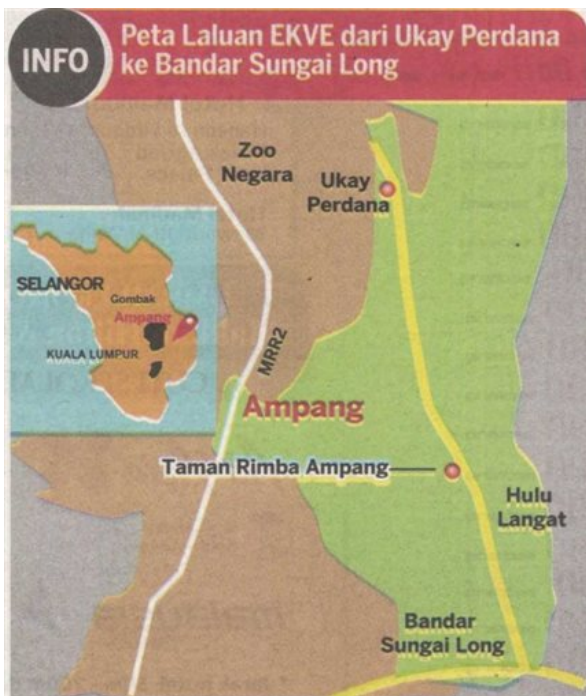 INFO
Peta Laluan EKVE dari Ukay Perdana
ke Bandar Sungai Long
Zoo
Negara
Ukay
Perdana
SELANGOR
Gombak
Ampang
KUALA LUMPUR
MRR2
Ampang
Taman Rimba Ampang
Hulu
Langat
Bandar
Sungai Long